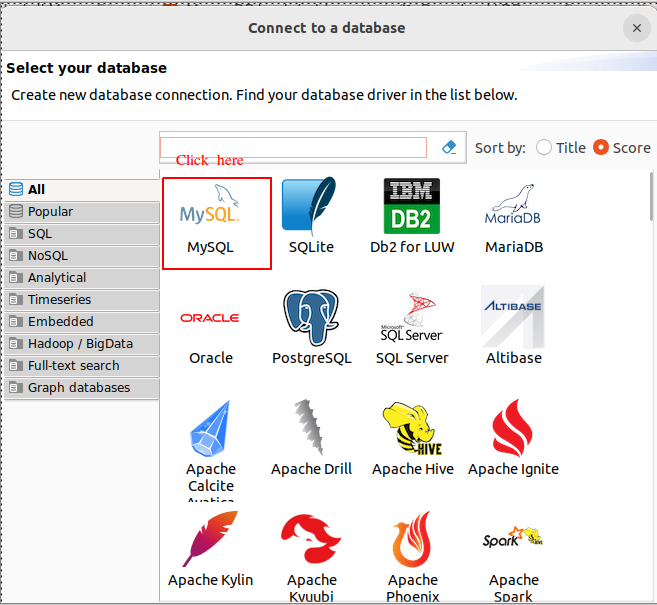 Connect to a database
Select your database
Create new database connection. Find your database driver in the list below.
Sort by: Title Score
Click here
All
Popular
SQL
NoSQL
Analytical
Timeseries
Embedded
Hadoop / BigData
Full-text search
Graph databases
MySQL
IBM
DB2
MariaDB
MySQL SQLite Db2 for LUW MariaDB
ORACLE
Microsoft
SQL Server
ALTIBASE
Oracle PostgreSQL SQL Server Altibase
HIVE
Apache Drill Apache Hive Apache Ignite
Apache
Calcite
Avatica
Spark
HIVE
Apache Kylin Apache Apache Apache
Kyuubi Phoenix Spark